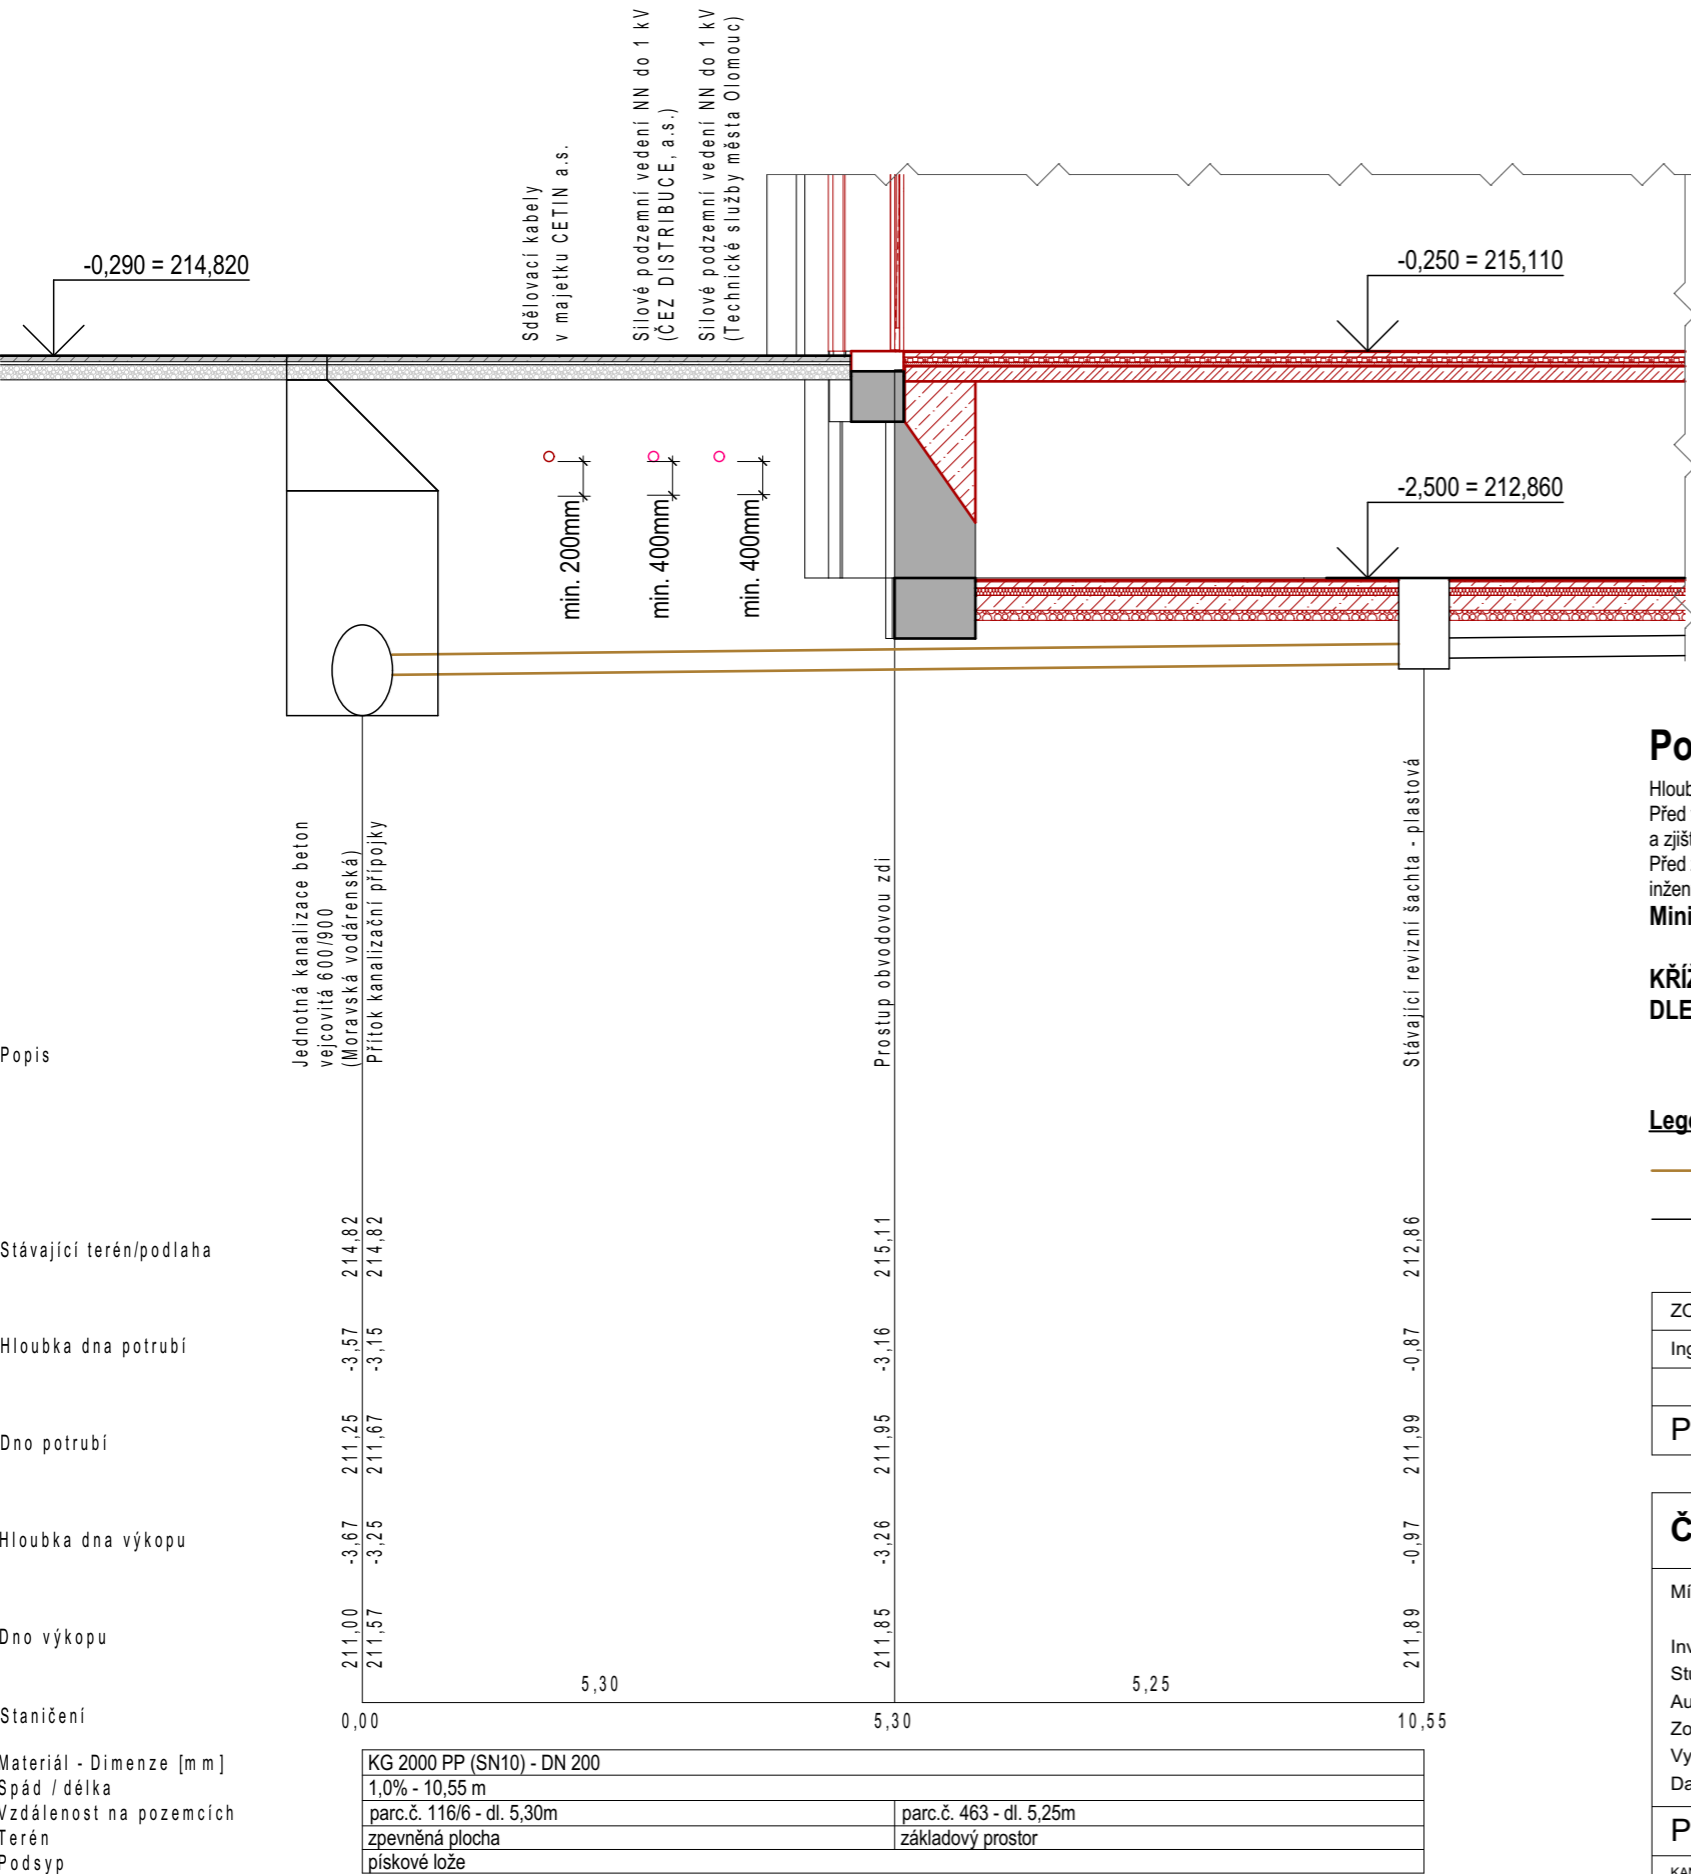 Sdělovací kabely
v majetku CETIN a.s.
Silové podzemní vedení NN do 1 kV
(ČEZ DISTRIBUCE, a.s.)
Silové podzemní vedení NN do 1 kV
(Technické služby města Olomouc)
-0,290 = 214,820
-0,250 = 215,110
-2,500 = 212,860
min. 200mm
min. 400mm
min. 400mm
Po
Hloub
Před
a zjišt
Před
inžen
Mini
KŘÍŽ
DLE
Lege
Popis
Jednotná kanalizace beton
vejcovitá 600/900
(Moravská vodárenská)
Přítok kanalizační přípojky
Prostup obvodovou zdí
Stávající revizní šachta - plastová
Stávající terén/podlaha
214,82
214,82
215,11
212,86
Hloubka dna potrubí
-3,57
-3,15
-3,16
-0,87
Dno potrubí
211,25
211,67
211,95
211,99
Hloubka dna výkopu
-3,67
-3,25
-3,26
-0,97
Dno výkopu
211,00
211,57
211,85
211,89
5,30
5,25
Staničení
0,00
5,30
10,55
Materiál - Dimenze [mm]
KG 2000 PP (SN10) - DN 200
Spád / délka
1,0% - 10,55 m
Vzdálenost na pozemcích
parc.č. 116/6 - dl. 5,30m
parc.č. 463 - dl. 5,25m
Terén
zpevněná plocha
základový prostor
Podsyp
pískové lože
ZO
Ing
P
Č
Mí
Inv
Stu
Au
Zo
Vy
Da
P